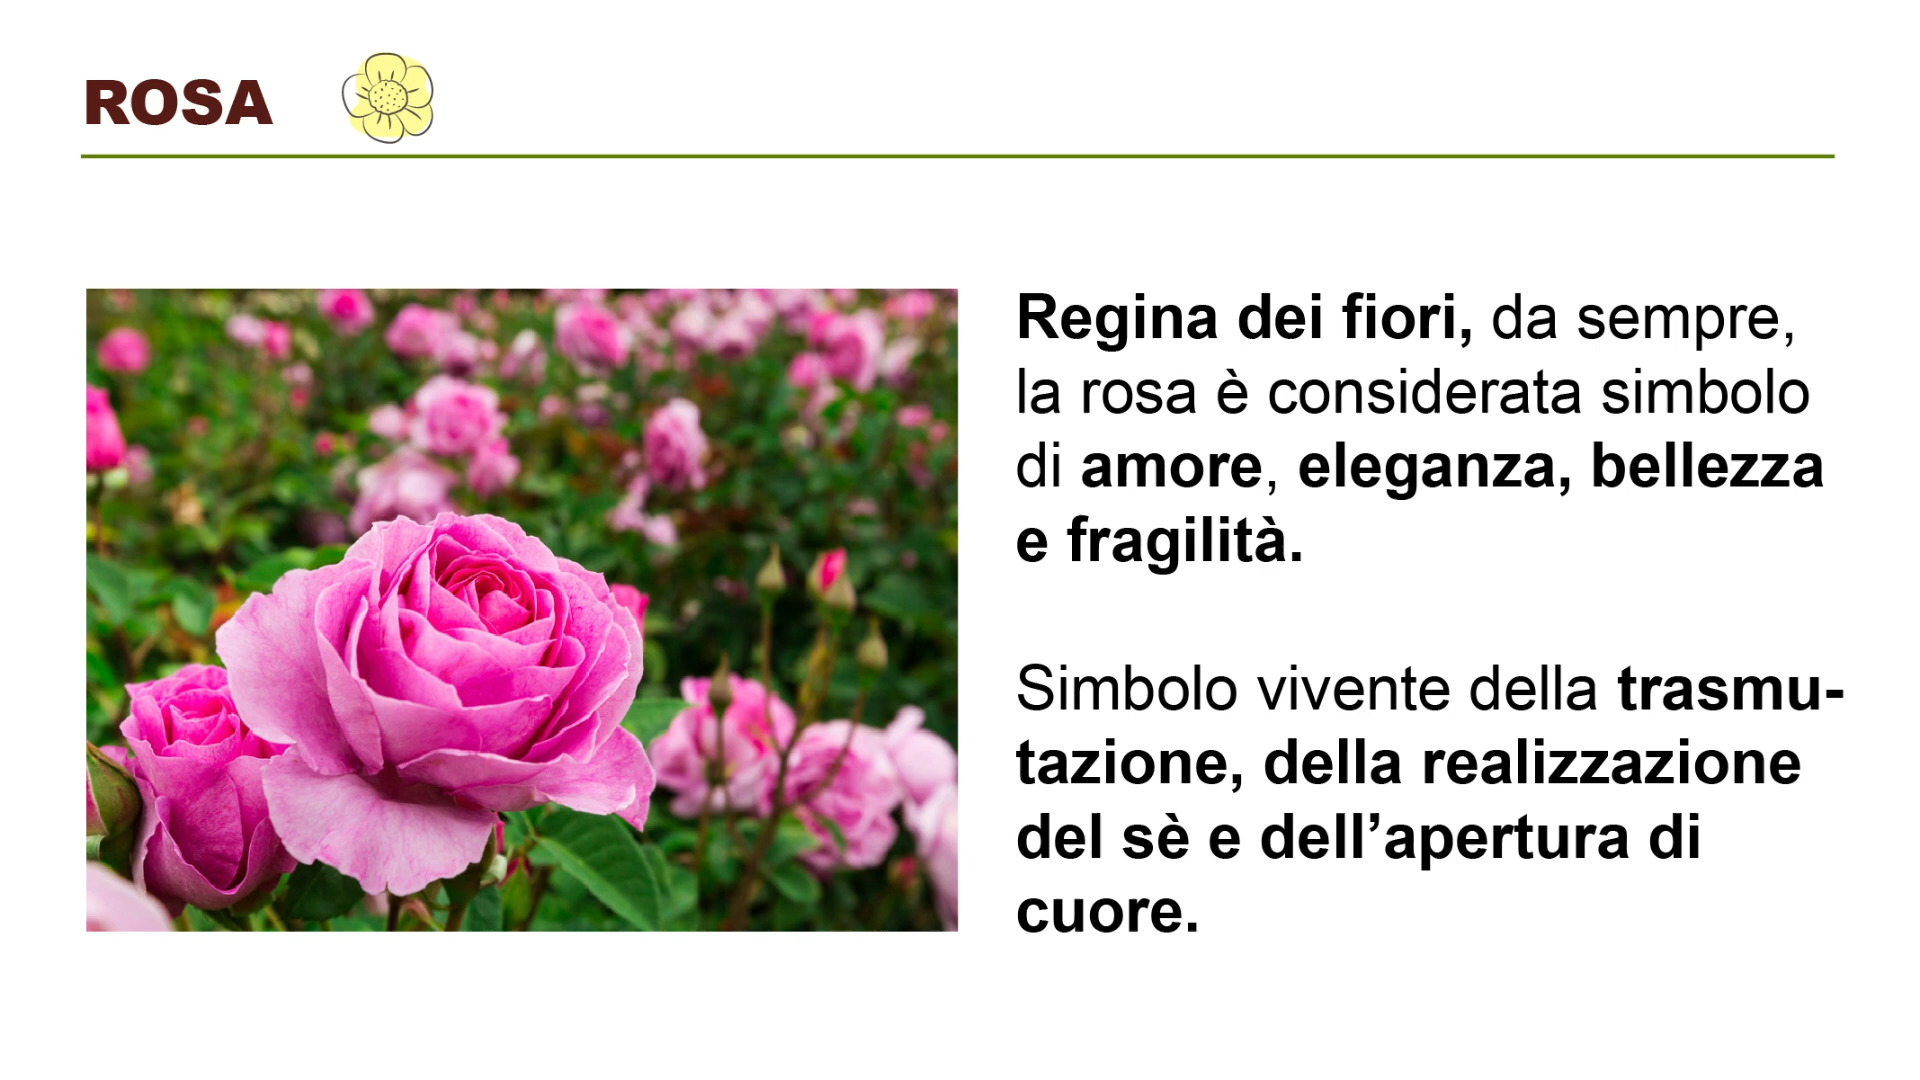 ROSA
Regina dei fiori, da sempre,
la rosa è considerata simbolo
di amore, eleganza, bellezza
e fragilità.
Simbolo vivente della trasmu-
tazione, della realizzazione
del sè e dell’apertura di
cuore.